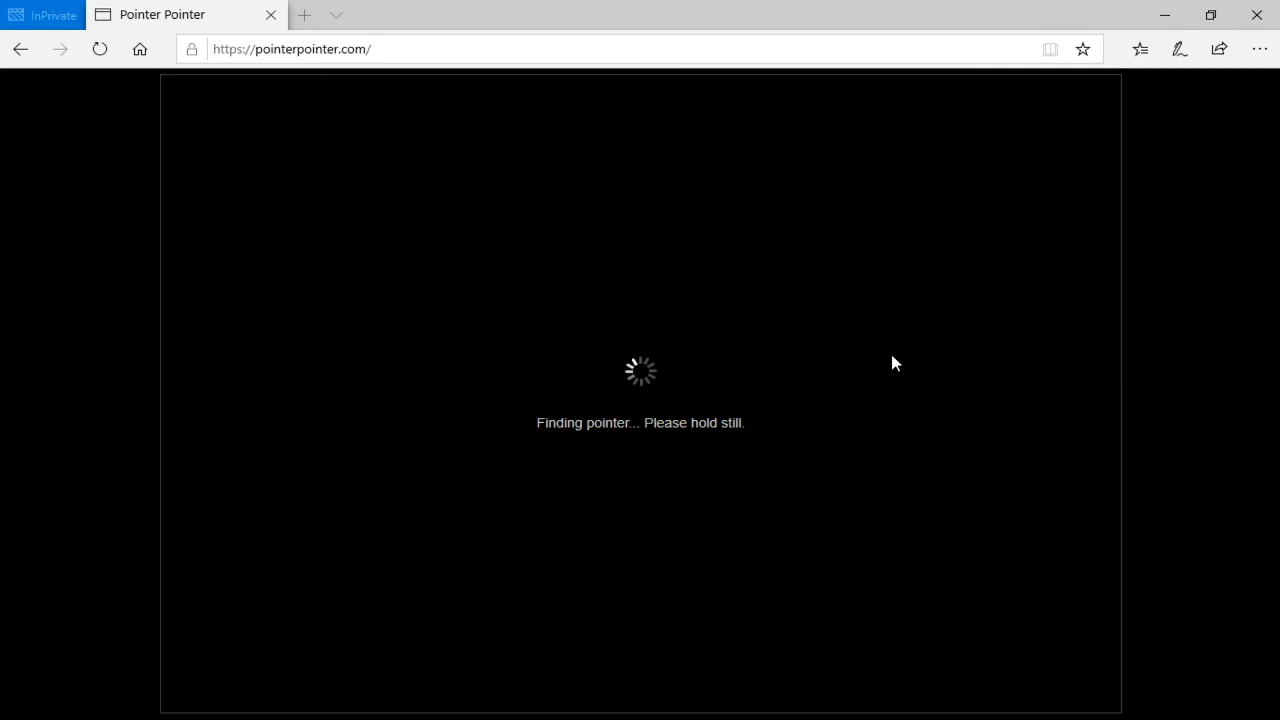 InPrivate
Pointer Pointer
https://pointerpointer.com/
Finding pointer... Please hold still.